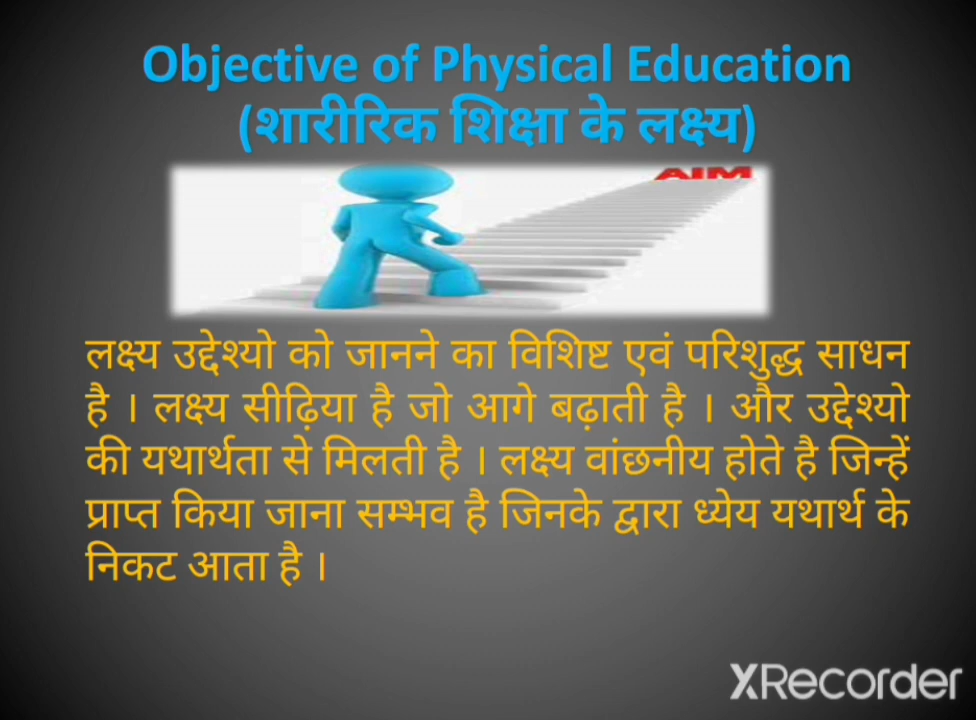 Objective of Physical Education
(शारीरिक शिक्षा के लक्ष्य)
AIM
लक्ष्य उद्देश्यो को जानने का विशिष्ट एवं परिशुद्ध साधन
है । लक्ष्य सीढ़िया है जो आगे बढ़ाती है । और उद्देश्यो
की यथार्थता से मिलती है । लक्ष्य वांछनीय होते है जिन्हें
प्राप्त किया जाना सम्भव है जिनके द्वारा ध्येय यथार्थ के
निकट आता है ।
XRecorder